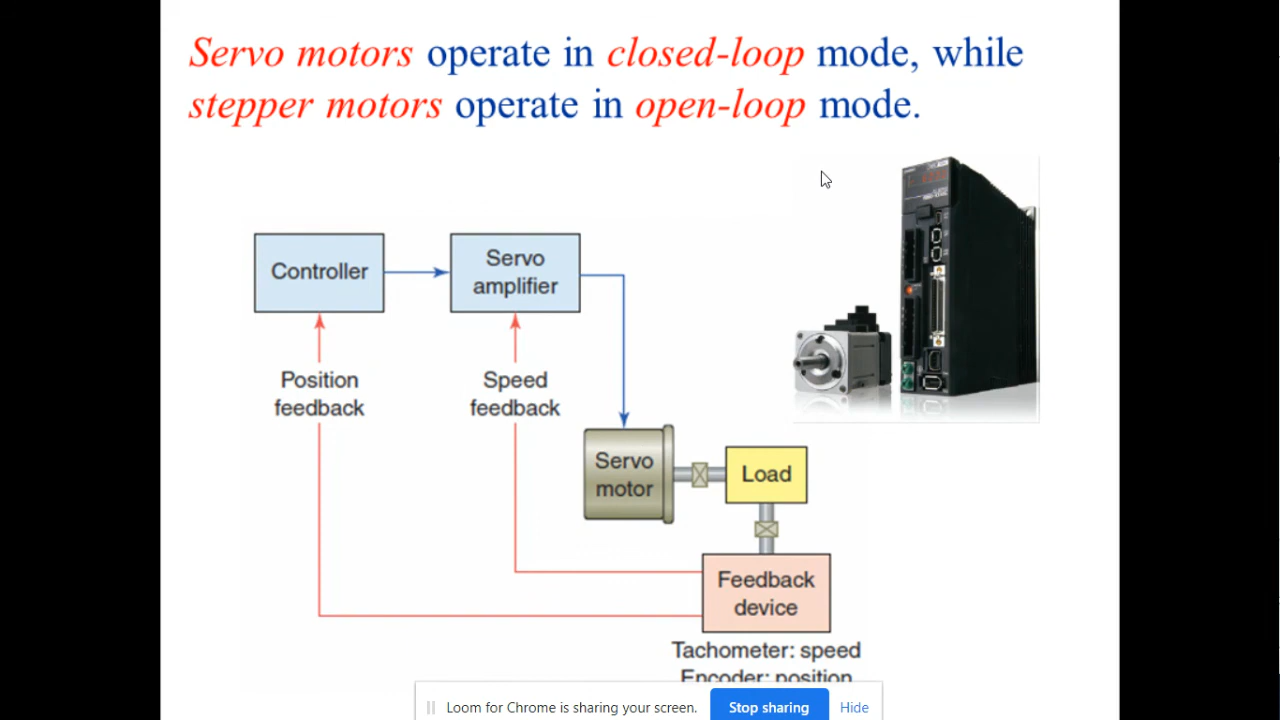 Servo motors operate in closed-loop mode, while
stepper motors operate in open-loop mode.
Controller
Servo
amplifier
Position
feedback
Speed
feedback
Servo
motor
Load
Feedback
device
Tachometer: speed
Encoder: position
Loom for Chrome is sharing your screen.
Stop sharing
Hide